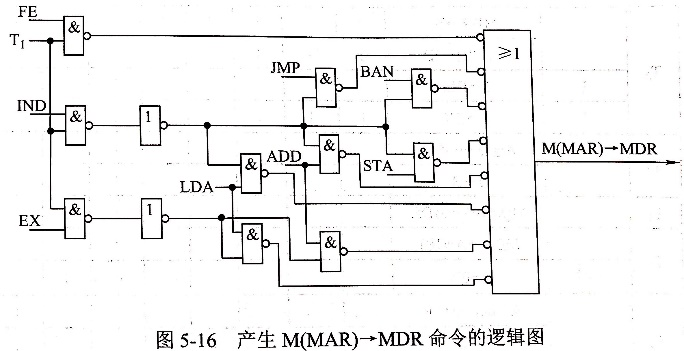 FE
T1
&
≥1
JMP
&
BAN
&
IND
&
1
M(MAR)→MDR
ADD
&
STA
&
&
LDA
&
1
EX
&
&
图 5-16 产生 M(MAR)→MDR 命令的逻辑图